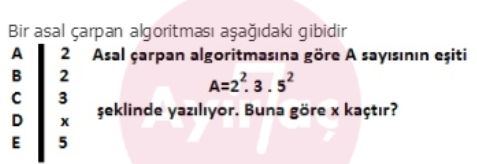 Bir asal çarpan algoritması aşağıdaki gibidir
A 2 Asal çarpan algoritmasına göre A sayısının eşiti
B 2 A=2². 3 . 5²
C 3 şeklinde yazılıyor. Buna göre x kaçtır?
D x
E 5
Ayıraç